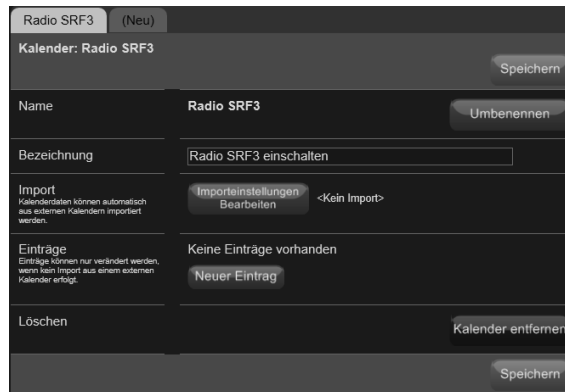 Radio SRF3 (Neu)
Kalender: Radio SRF3
Speichern
Name Radio SRF3 Umbenennen
Bezeichnung Radio SRF3 einschalten
Import
Kalenderdaten können automatisch
aus externen Kalendern importiert
werden.
Importeinstellungen
Bearbeiten
<Kein Import>
Einträge
Einträge können nur verändert werden,
wenn kein Import aus einem externen
Kalender erfolgt.
Keine Einträge vorhanden
Neuer Eintrag
Löschen
Kalender entfernen
Speichern